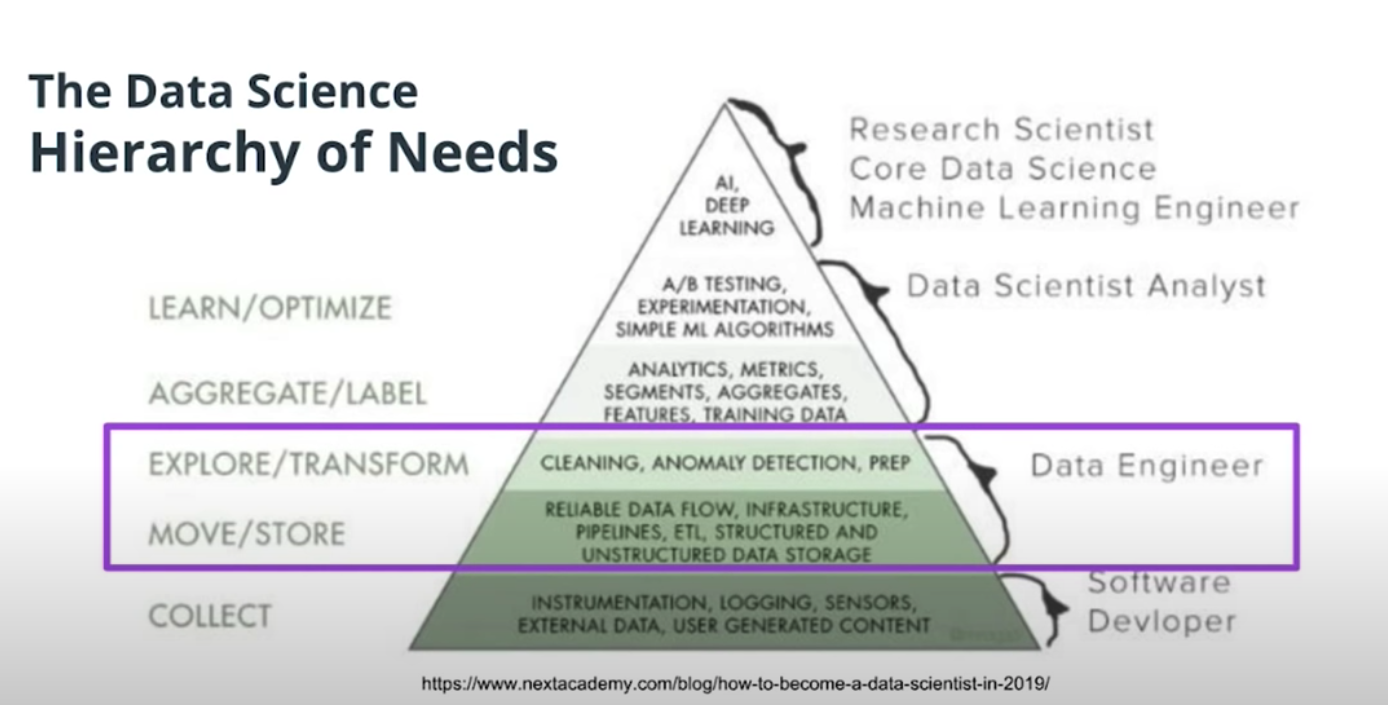 The Data Science
Hierarchy of Needs
Research Scientist
Core Data Science
Machine Learning Engineer
AI,
DEEP
LEARNING
Data Scientist Analyst
LEARN/OPTIMIZE
A/B TESTING,
EXPERIMENTATION,
SIMPLE ML ALGORITHMS
AGGREGATE/LABEL
ANALYTICS, METRICS,
SEGMENTS, AGGREGATES,
FEATURES, TRAINING DATA
EXPLORE/TRANSFORM
CLEANING, ANOMALY DETECTION, PREP
Data Engineer
MOVE/STORE
RELIABLE DATA FLOW, INFRASTRUCTURE,
PIPELINES, ETL, STRUCTURED AND
UNSTRUCTURED DATA STORAGE
Software
Devloper
COLLECT
INSTRUMENTATION, LOGGING, SENSORS,
EXTERNAL DATA, USER GENERATED CONTENT
https://www.nextacademy.com/blog/how-to-become-a-data-scientist-in-2019/